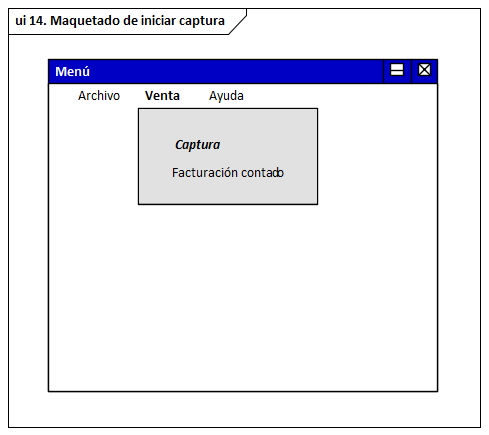 ui 14. Maquetado de iniciar captura
Menú
Archivo Venta Ayuda
Captura
Facturación contado